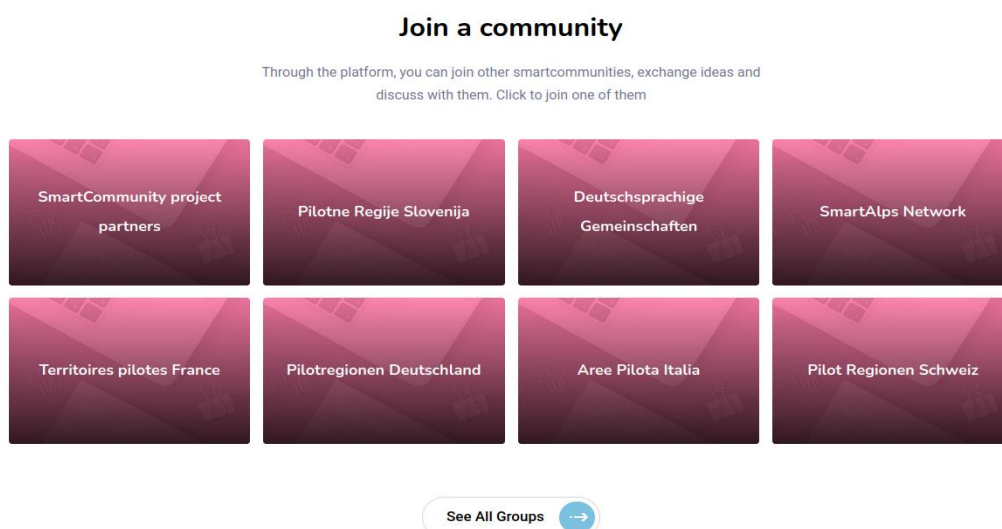 Join a community
Through the platform, you can join other smartcommunities, exchange ideas and
discuss with them. Click to join one of them
SmartCommunity project
partners
Pilotne Regije Slovenija
Deutschsprachige
Gemeinschaften
SmartAlps Network
Territoires pilotes France
Pilotregionen Deutschland
Aree Pilota Italia
Pilot Regionen Schweiz
See All Groups